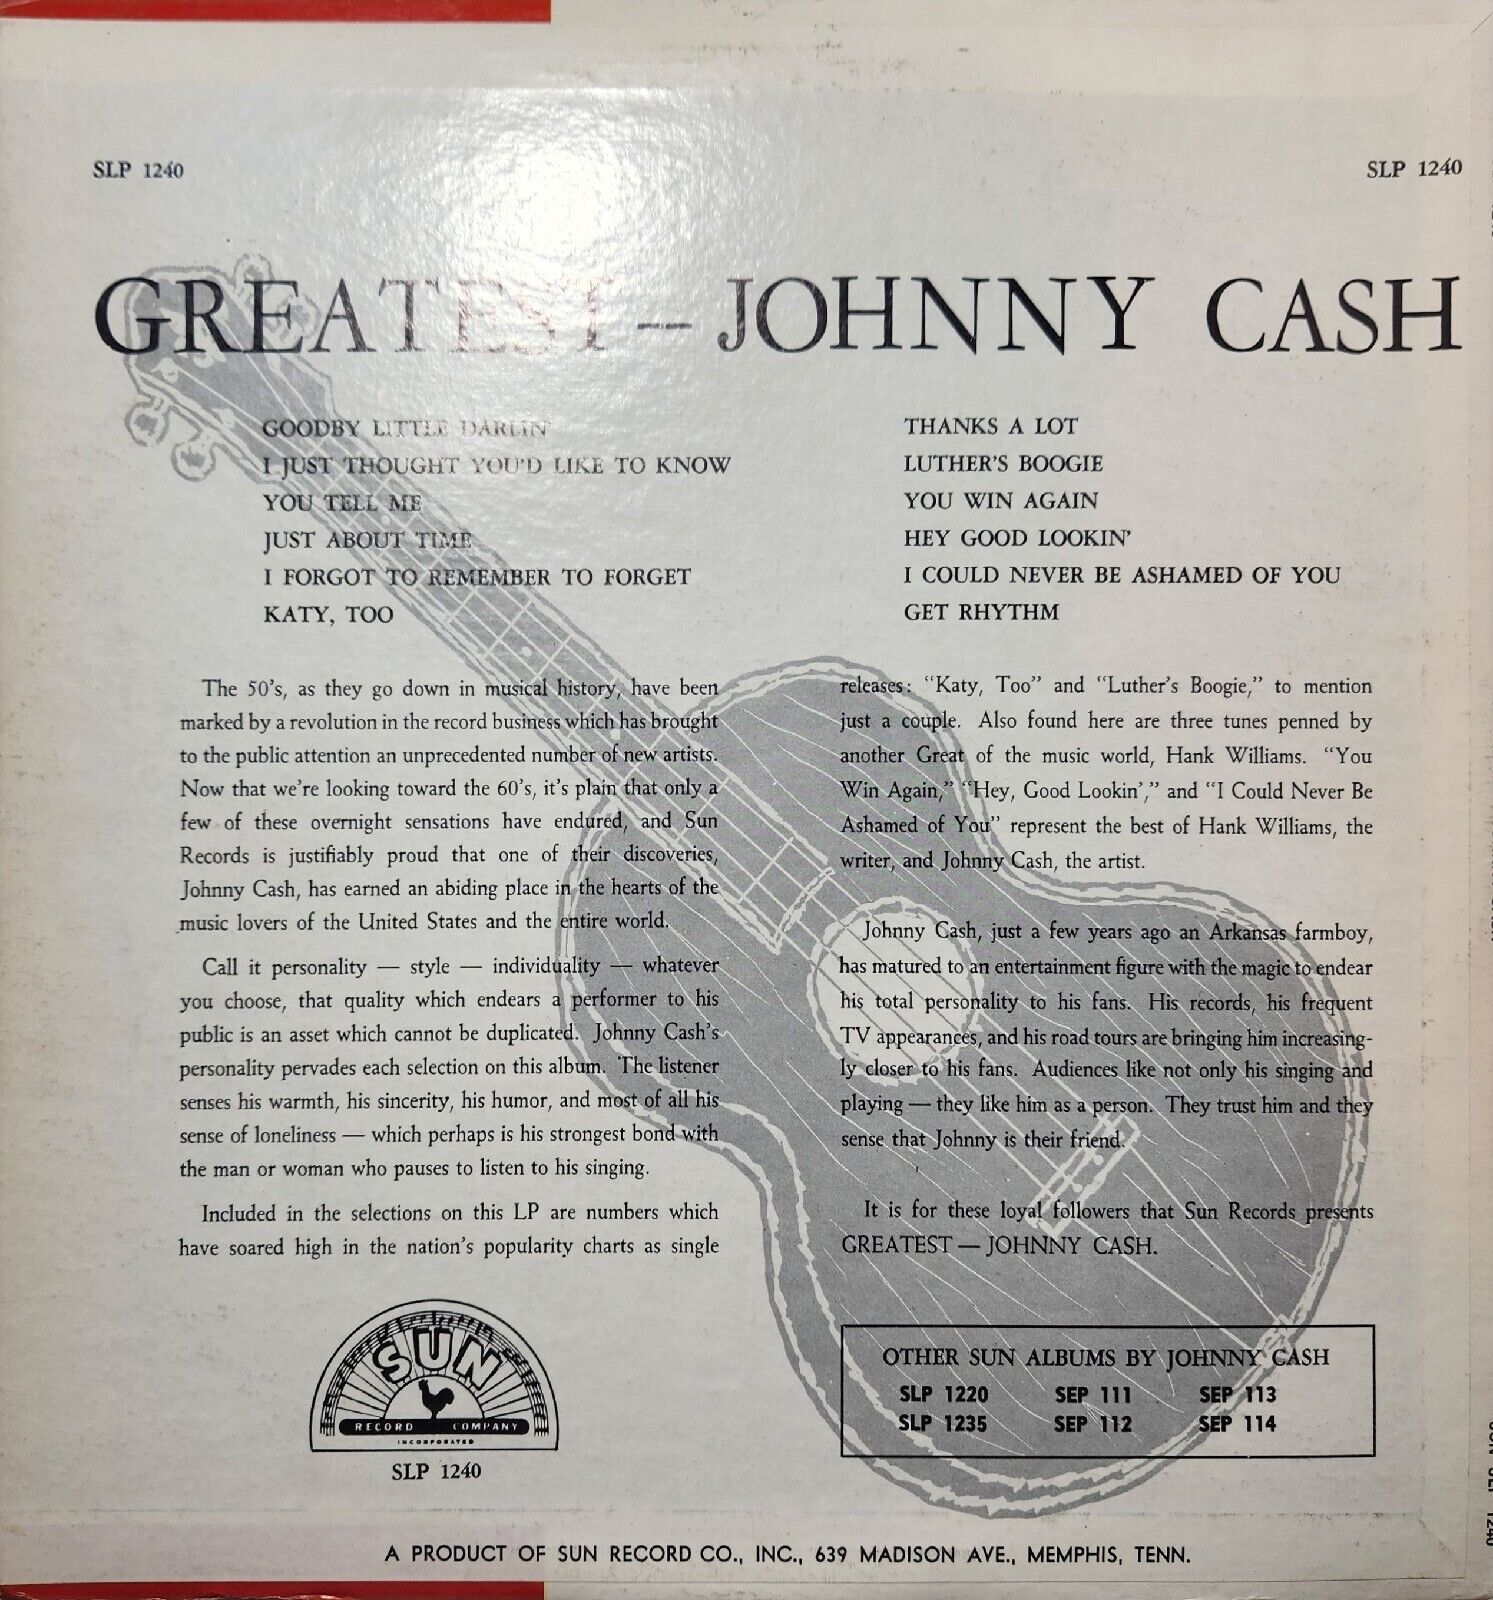 SLP 1240
SLP 1240
GREATEST — JOHNNY CASH
GOODBY LITTLE DARLIN'
I JUST THOUGHT YOU'D LIKE TO KNOW
YOU TELL ME
JUST ABOUT TIME
I FORGOT TO REMEMBER TO FORGET
KATY, TOO
THANKS A LOT
LUTHER'S BOOGIE
YOU WIN AGAIN
HEY GOOD LOOKIN'
I COULD NEVER BE ASHAMED OF YOU
GET RHYTHM
The 50's, as they go down in musical history, have been
marked by a revolution in the record business which has brought
to the public attention an unprecedented number of new artists.
Now that we're looking toward the 60's, it's plain that only a
few of these overnight sensations have endured, and Sun
Records is justifiably proud that one of their discoveries,
Johnny Cash, has earned an abiding place in the hearts of the
music lovers of the United States and the entire world.
Call it personality — style — individuality — whatever
you choose, that quality which endears a performer to his
public is an asset which cannot be duplicated. Johnny Cash's
personality pervades each selection on this album. The listener
senses his warmth, his sincerity, his humor, and most of all his
sense of loneliness — which perhaps is his strongest bond with
the man or woman who pauses to listen to his singing.
Included in the selections on this LP are numbers which
have soared high in the nation's popularity charts as single
releases: "Katy, Too" and "Luther's Boogie," to mention
just a couple. Also found here are three tunes penned by
another Great of the music world, Hank Williams. "You
Win Again," "Hey, Good Lookin'," and "I Could Never Be
Ashamed of You" represent the best of Hank Williams, the
writer, and Johnny Cash, the artist.
Johnny Cash, just a few years ago an Arkansas farmboy,
has matured to an entertainment figure with the magic to endear
his total personality to his fans. His records, his frequent
TV appearances, and his road tours are bringing him increasing-
ly closer to his fans. Audiences like not only his singing and
playing — they like him as a person. They trust him and they
sense that Johnny is their friend.
It is for these loyal followers that Sun Records presents
GREATEST — JOHNNY CASH.
SUN
RECORD COMPANY
INCORPORATED
SLP 1240
OTHER SUN ALBUMS BY JOHNNY CASH
SLP 1220 SEP 111 SEP 113
SLP 1235 SEP 112 SEP 114
A PRODUCT OF SUN RECORD CO., INC., 639 MADISON AVE., MEMPHIS, TENN.